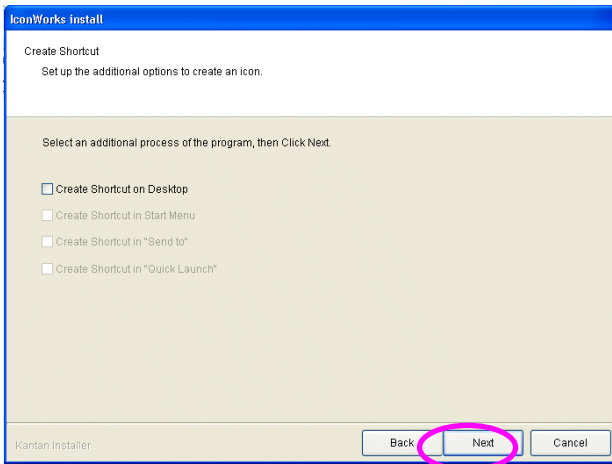 IconWorks install
Create Shortcut
Set up the additional options to create an icon.
Select an additional process of the program, then Click Next.
Create Shortcut on Desktop
Create Shortcut in Start Menu
Create Shortcut in "Send to"
Create Shortcut in "Quick Launch"
Kantan Installer
Back
Next
Cancel